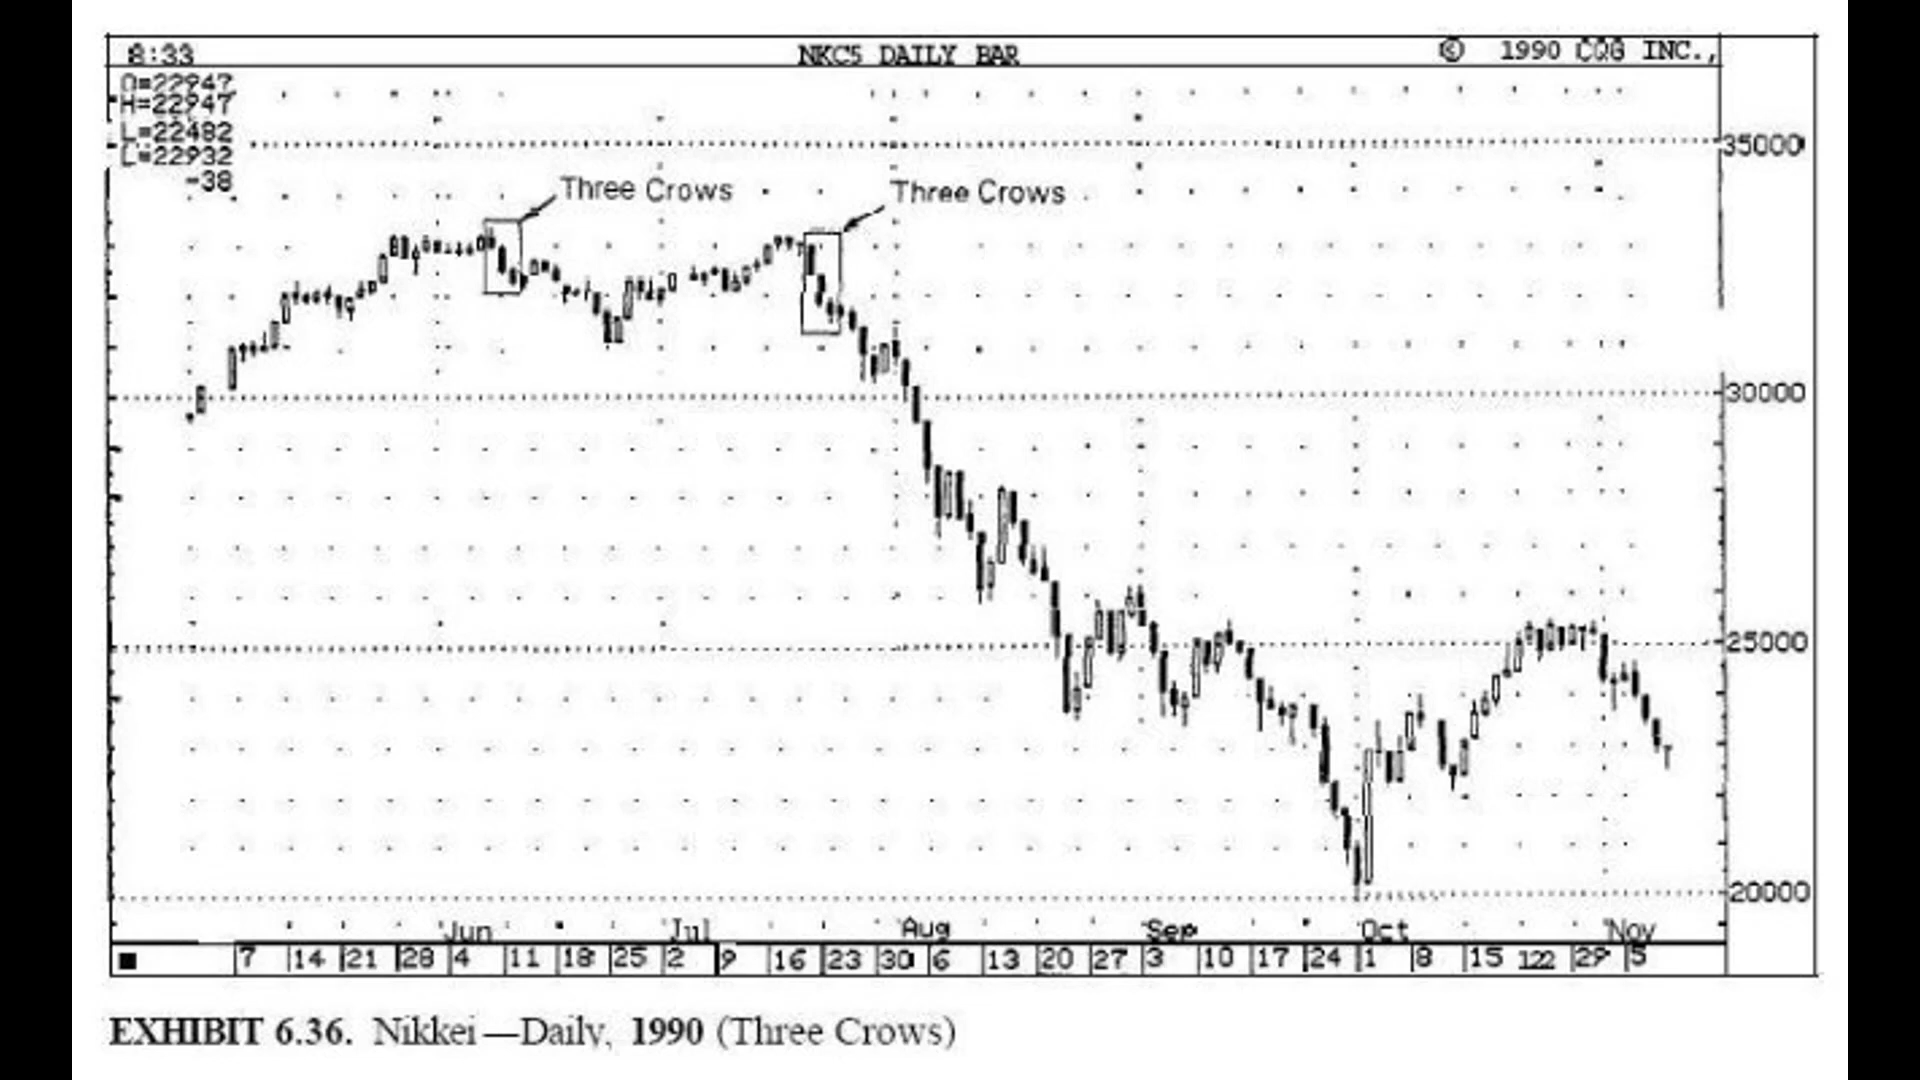 8:33
NKC5 DAILY BAR
© 1990 CQG INC.,
O=22947
H=22947
L=22482
C=22932
-38
35000
Three Crows
Three Crows
30000
25000
20000
Jun Jul Aug Sep Oct Nov
7 14 21 28 4 11 18 25 2 9 16 23 30 6 13 20 27 3 10 17 24 1 8 15 22 29 5
EXHIBIT 6.36. Nikkei—Daily, 1990 (Three Crows)